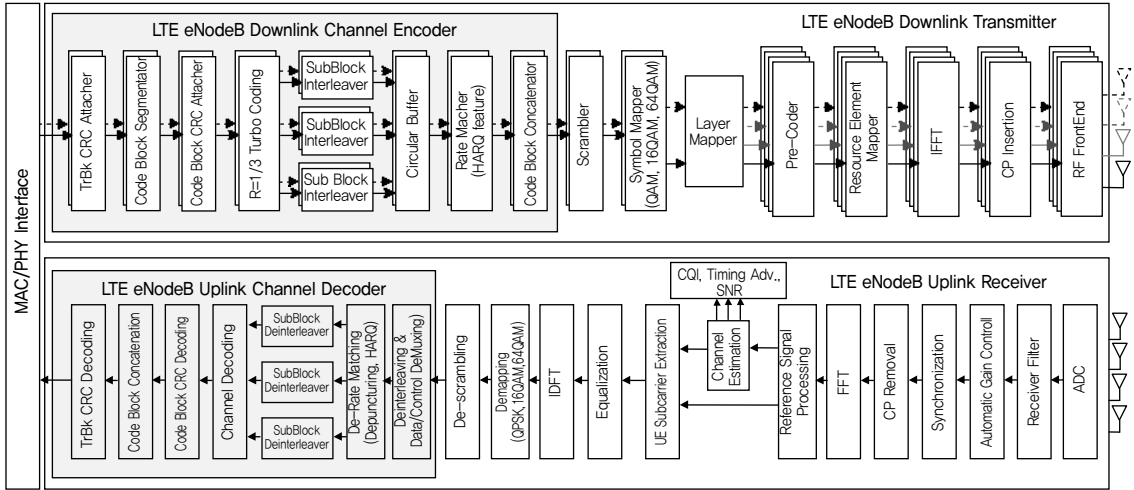 MAC/PHY Interface
LTE eNodeB Downlink Channel Encoder
LTE eNodeB Downlink Transmitter
TrBk CRC Attacher
Code Block Segmentator
Code Block CRC Attacher
R=1/3 Turbo Coding
SubBlock
Interleaver
SubBlock
Interleaver
Sub Block
Interleaver
Circular Buffer
Rate Macher
(HARQ feature)
Code Block Concatenator
Scrambler
Symbol Mapper
(QAM, 16QAM, 64QAM)
Layer
Mapper
Pre-Coder
Resource Element
Mapper
IFFT
CP Insertion
RF FrontEnd
LTE eNodeB Uplink Channel Decoder
LTE eNodeB Uplink Receiver
TrBk CRC Decoding
Code Block Concatenation
Code Block CRC Decoding
Channel Decoding
SubBlock
Deinterleaver
SubBlock
Deinterleaver
SubBlock
Deinterleaver
De-Rate Matching
(Depuncturing, HARQ)
Deinterleaving &
Data/Control DeMuxing)
De-scrambling
Demapping
(QPSK,16QAM,64QAM)
IDFT
Equalization
UE Subcarrier Extraction
CQI, Timing Adv.,
SNR
Channel
Estimation
Reference Signal
Processing
FFT
CP Removal
Synchronization
Automatic Gain Controll
Receiver Filter
ADC